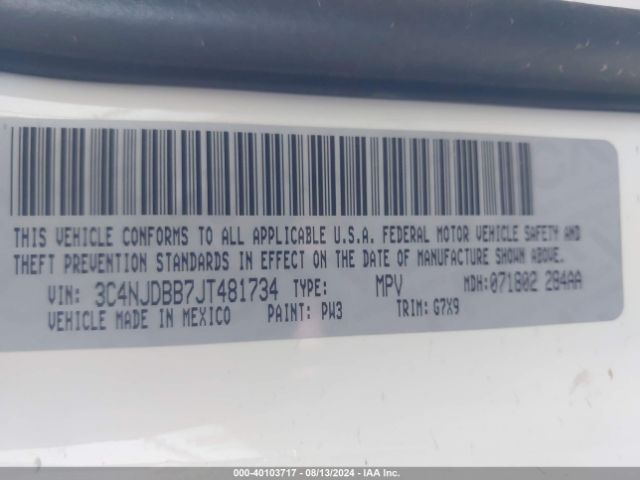 THIS VEHICLE CONFORMS TO ALL APPLICABLE U.S.A. FEDERAL MOTOR VEHICLE SAFETY AND
THEFT PREVENTION STANDARDS IN EFFECT ON THE DATE OF MANUFACTURE SHOWN ABOVE.
VIN: 3C4NJDBB7JT481734 TYPE: MPV MDH: 071802 284AA
VEHICLE MADE IN MEXICO PAINT: PW3 TRIM: G7X9
000-40103717 - 08/13/2024 - IAA Inc.